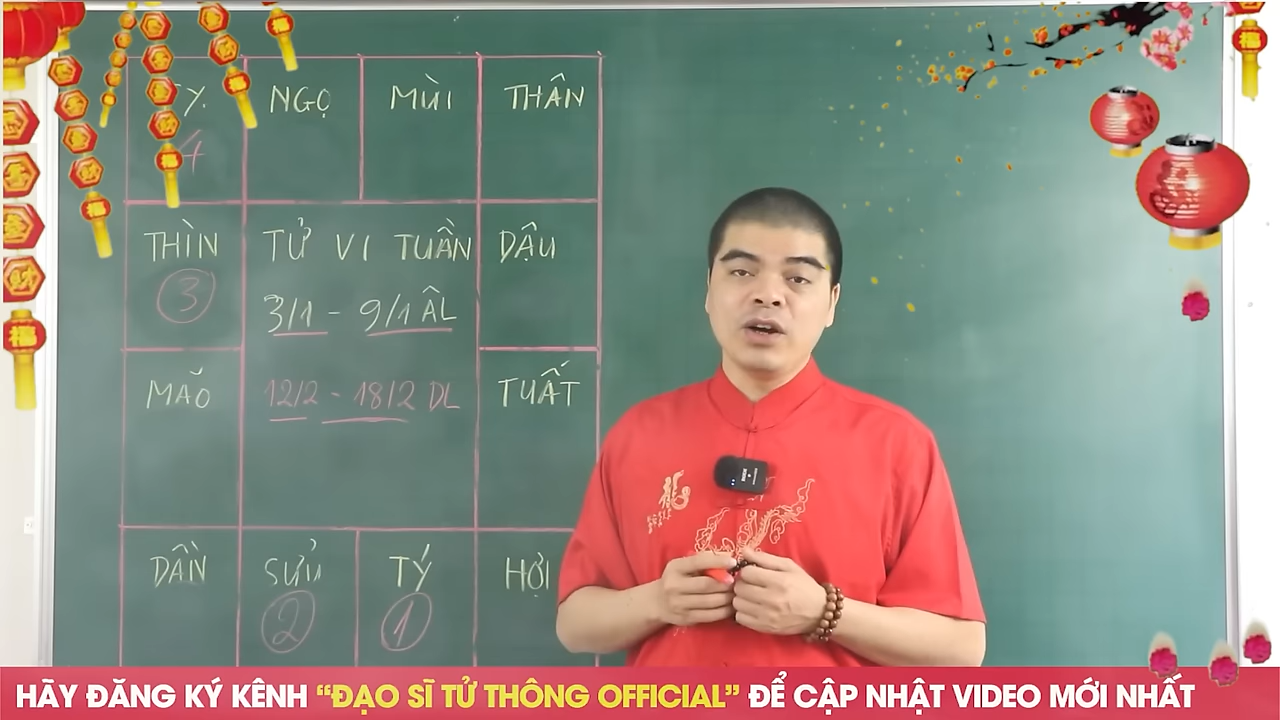 TỴ. NGỌ MÙI THÂN
4
THÌN TỬ VI TUẦN DẬU
3 3/1 - 9/1 ÂL
MÃO 12/2 - 18/2 DL TUẤT
DẦN SỬU TÝ HỢI
2 1
HÃY ĐĂNG KÝ KÊNH “ĐẠO SĨ TỬ THÔNG OFFICIAL” ĐỂ CẬP NHẬT VIDEO MỚI NHẤT